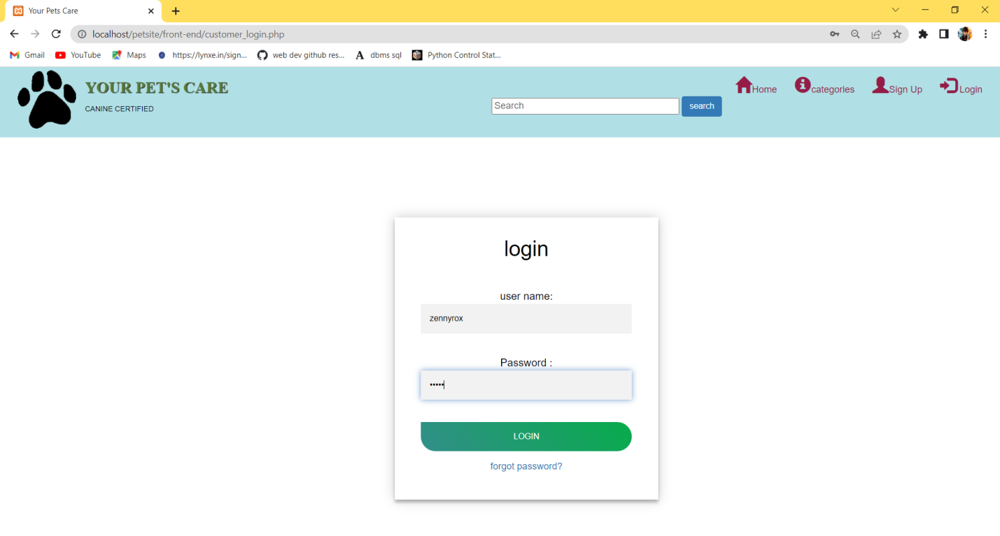 Your Pets Care
localhost/petsite/front-end/customer_login.php
Gmail YouTube Maps https://lynxe.in/sign... web dev github res... A dbms sql Python Control Stat...
YOUR PET'S CARE
CANINE CERTIFIED
Search search
Home categories Sign Up Login
login
user name:
zennyrox
Password :
•••••
LOGIN
forgot password?